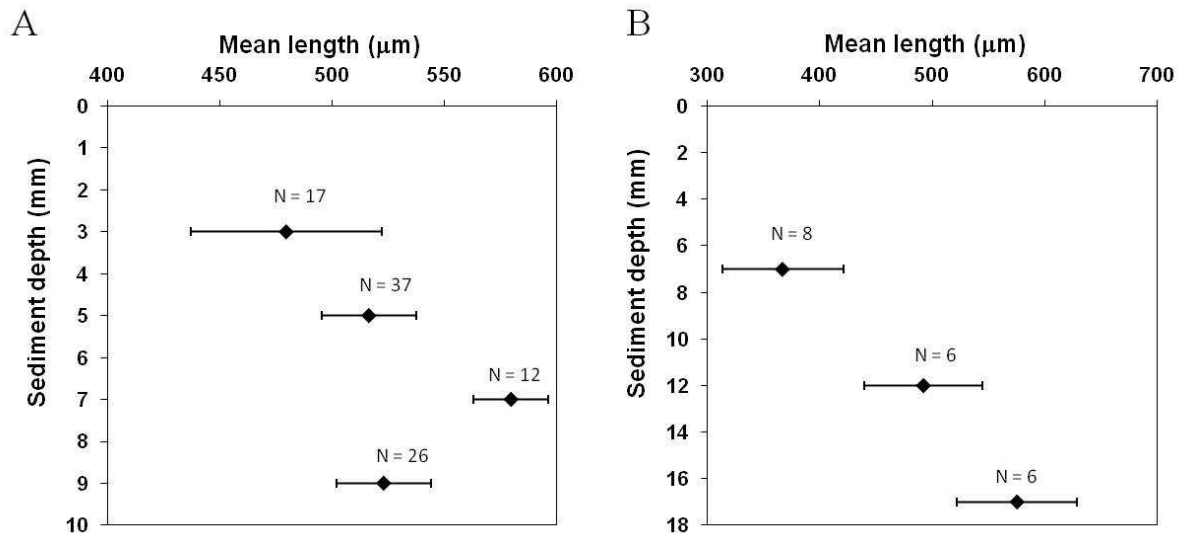 A
Mean length (μm)
400 450 500 550 600
Sediment depth (mm)
0
1
2
3
4
5
6
7
8
9
10
N = 17
N = 37
N = 12
N = 26
B
Mean length (μm)
300 400 500 600 700
Sediment depth (mm)
0
2
4
6
8
10
12
14
16
18
N = 8
N = 6
N = 6